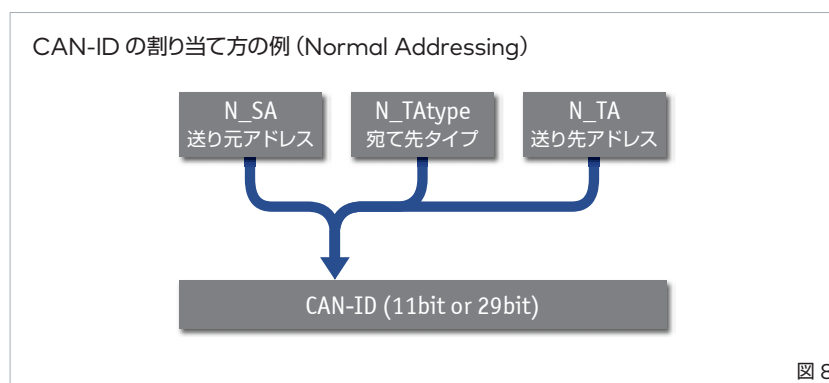 CAN-ID の割り当て方の例（Normal Addressing）
N_SA
送り元アドレス
N_TAtype
宛て先タイプ
N_TA
送り先アドレス
CAN-ID (11bit or 29bit)
図 8